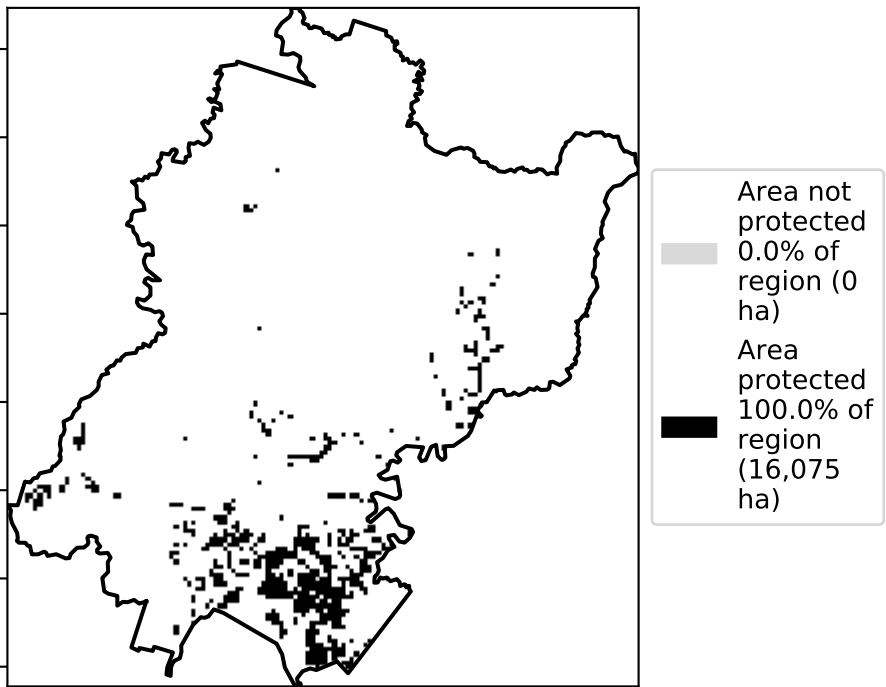 Area not
protected
0.0% of
region (0
ha)
Area
protected
100.0% of
region
(16,075
ha)